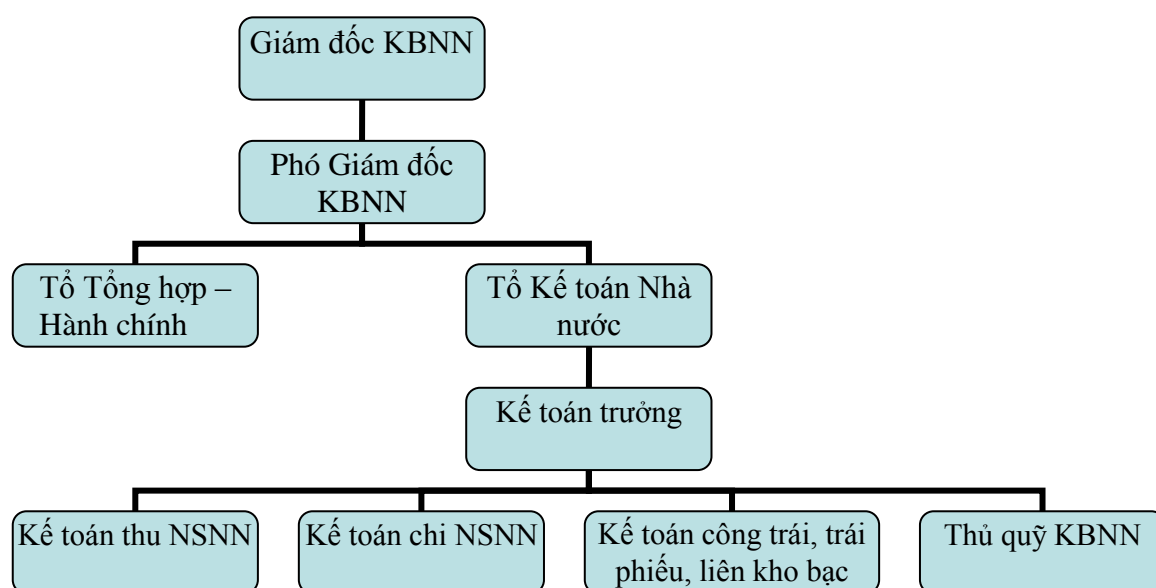 Giám đốc KBNN
Phó Giám đốc
KBNN
Tổ Tổng hợp –
Hành chính
Tổ Kế toán Nhà
nước
Kế toán trưởng
Kế toán thu NSNN
Kế toán chi NSNN
Kế toán công trái, trái
phiếu, liên kho bạc
Thủ quỹ KBNN